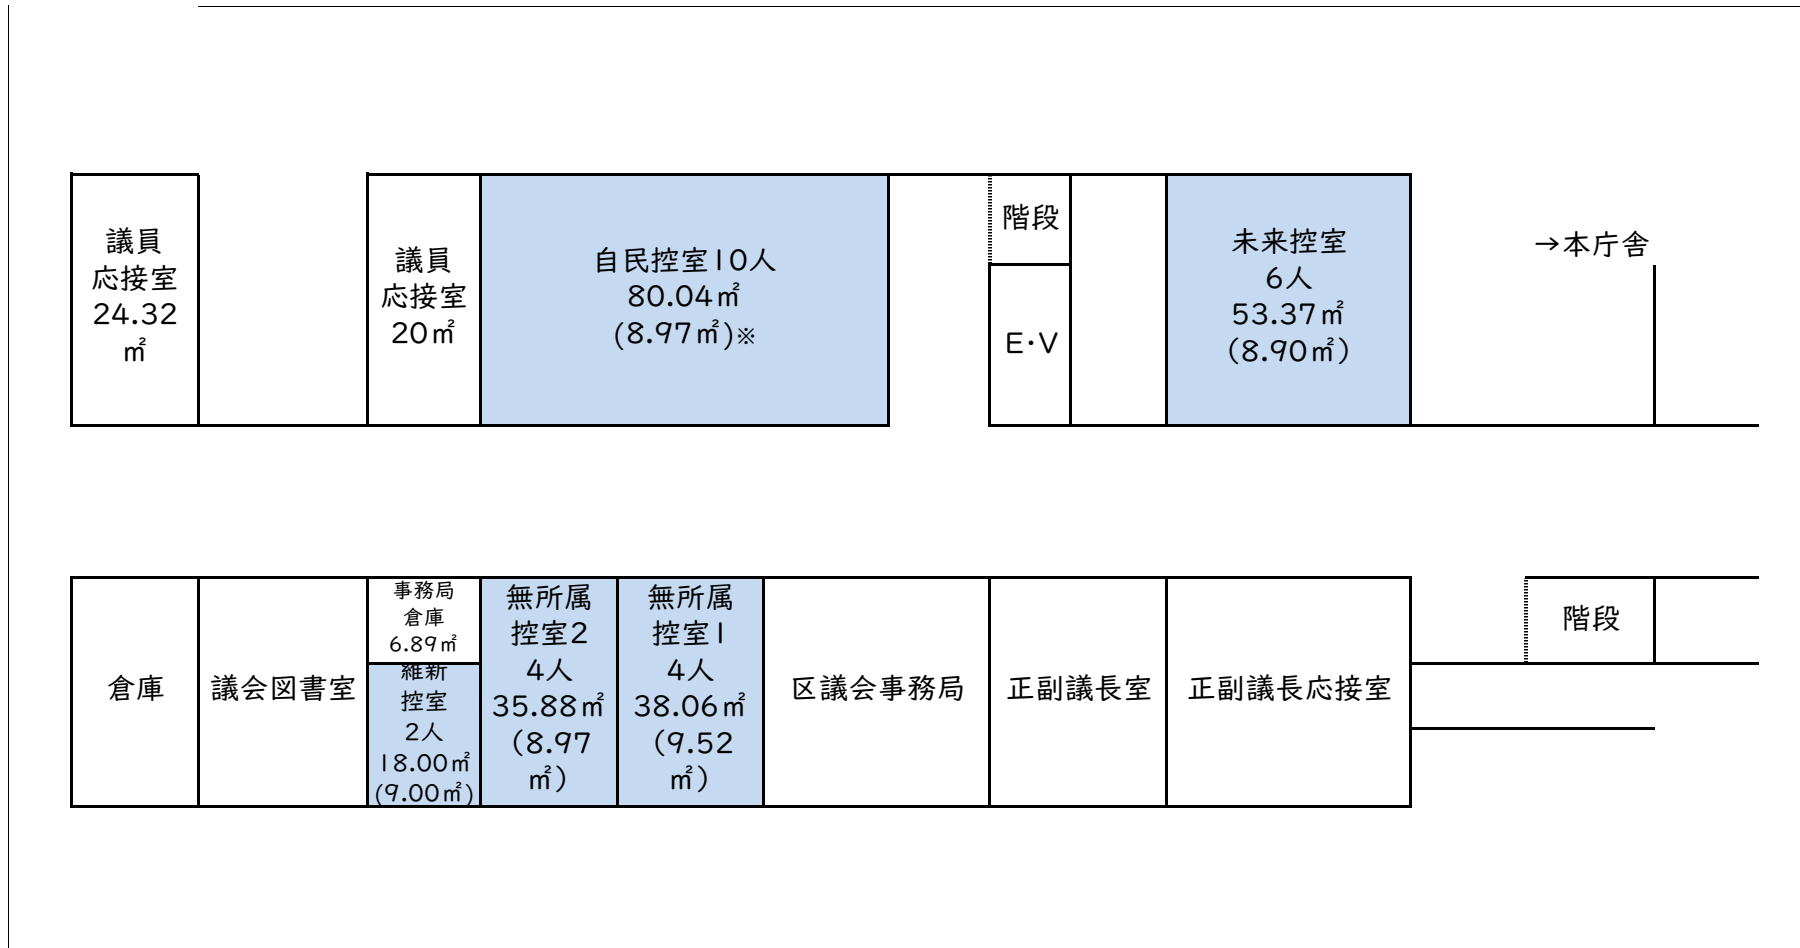 議員
応接室
24.32
㎡
議員
応接室
20㎡
自民控室10人
80.04㎡
(8.97㎡)※
階段
E・V
未来控室
6人
53.37㎡
(8.90㎡)
→本庁舎
倉庫
議会図書室
事務局
倉庫
6.89㎡
維新
控室
2人
18.00㎡
(9.00㎡)
無所属
控室2
4人
35.88㎡
(8.97
㎡)
無所属
控室1
4人
38.06㎡
(9.52
㎡)
区議会事務局
正副議長室
正副議長応接室
階段